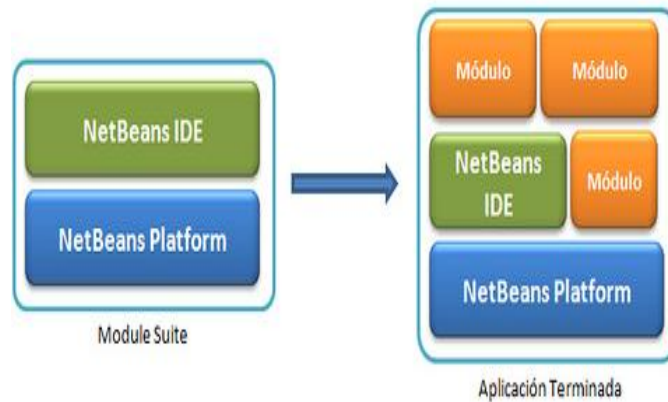 NetBeans IDE
NetBeans Platform
Module Suite
Módulo
Módulo
NetBeans
IDE
Módulo
NetBeans Platform
Aplicación Terminada